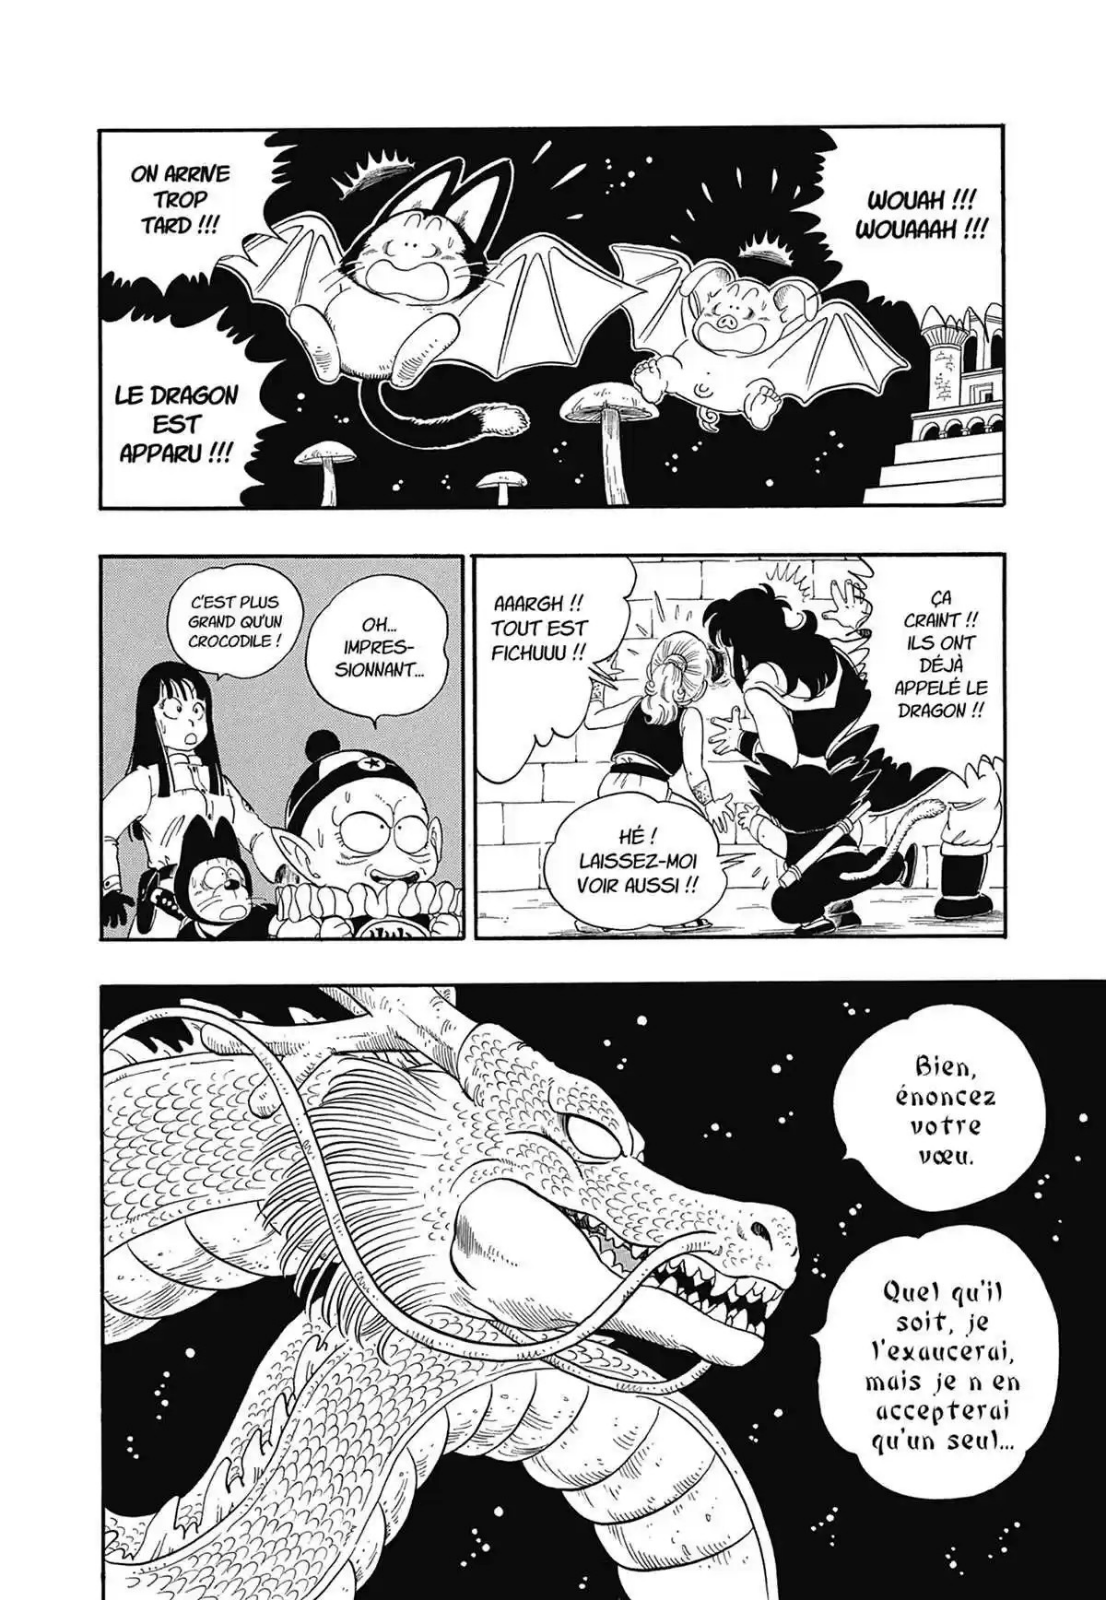 WOUAH !!!
WOUAAAH !!!
ON ARRIVE
TROP
TARD !!!
LE DRAGON
EST
APPARU !!!
ÇA
CRAINT !!
ILS ONT
DÉJÀ
APPELÉ LE
DRAGON !!
AAARGH !!
TOUT EST
FICHUUU !!
HÉ !
LAISSEZ-MOI
VOIR AUSSI !!
OH...
IMPRES-
SIONNANT...
C'EST PLUS
GRAND QU'UN
CROCODILE !
Bien,
énoncez
votre
vœu.
Quel qu'il
soit, je
l'exaucerai,
mais je n en
accepterai
qu'un seul...